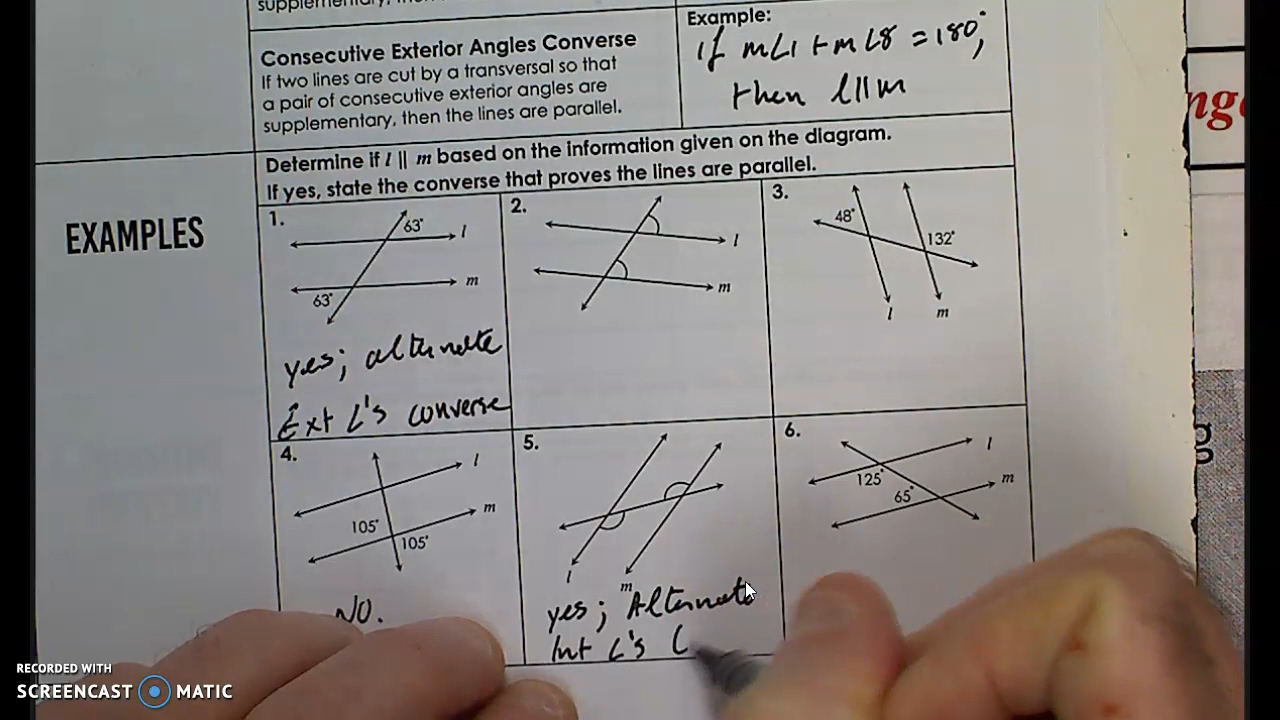 Consecutive Exterior Angles Converse
If two lines are cut by a transversal so that
a pair of consecutive exterior angles are
supplementary, then the lines are parallel.
Example:
if m∠1 + m∠8 = 180°,
then l || m
EXAMPLES
Determine if l || m based on the information given on the diagram.
If yes, state the converse that proves the lines are parallel.
1.
63°
l
m
63°
yes; alternate
Ext ∠'s converse
2.
l
m
3.
48°
132°
l
m
4.
l
m
105°
105°
NO.
5.
l
m
yes; Alternate
Int ∠'s C
6.
l
125°
m
65°
RECORDED WITH
SCREENCAST MATIC